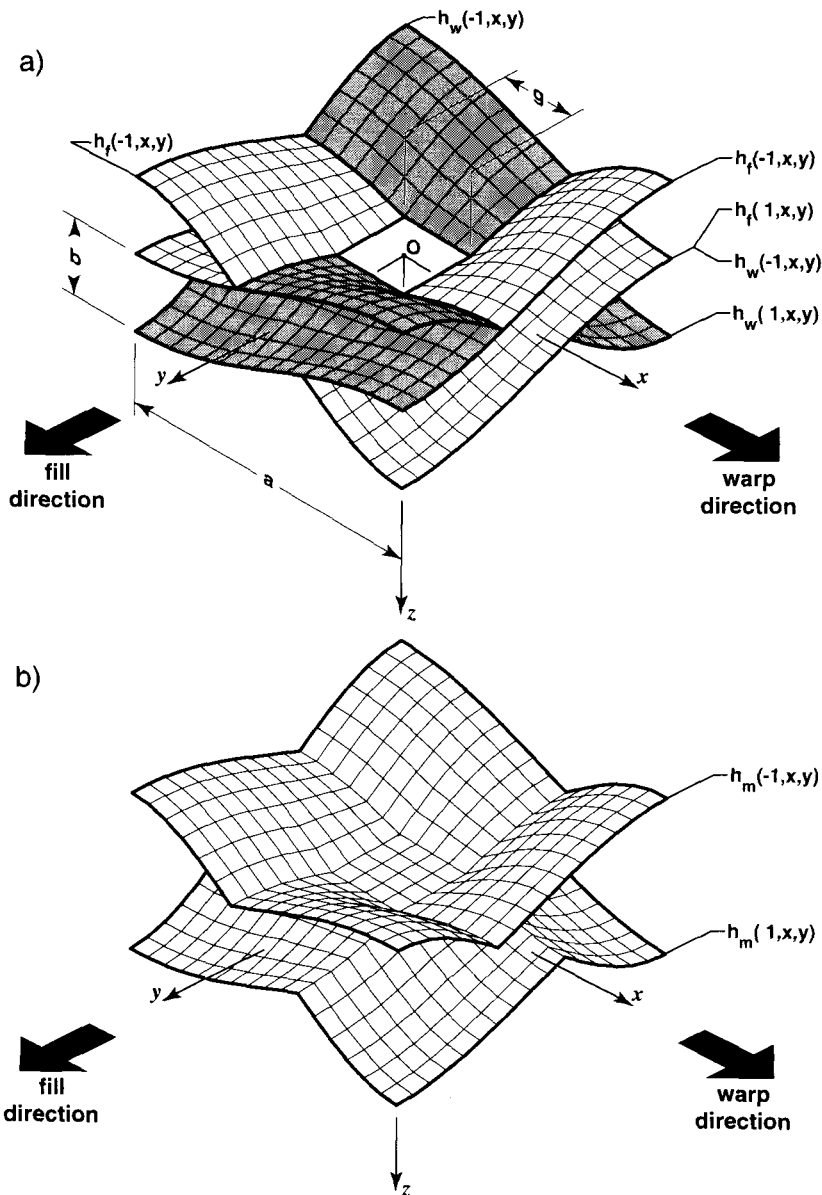 h_w(-1,x,y)
a)
g
h_f(-1,x,y)
h_f(-1,x,y)
h_f( 1,x,y)
b
O
h_w(-1,x,y)
h_w( 1,x,y)
y
x
a
fill
direction
warp
direction
z
b)
h_m(-1,x,y)
h_m( 1,x,y)
y
x
fill
direction
warp
direction
z